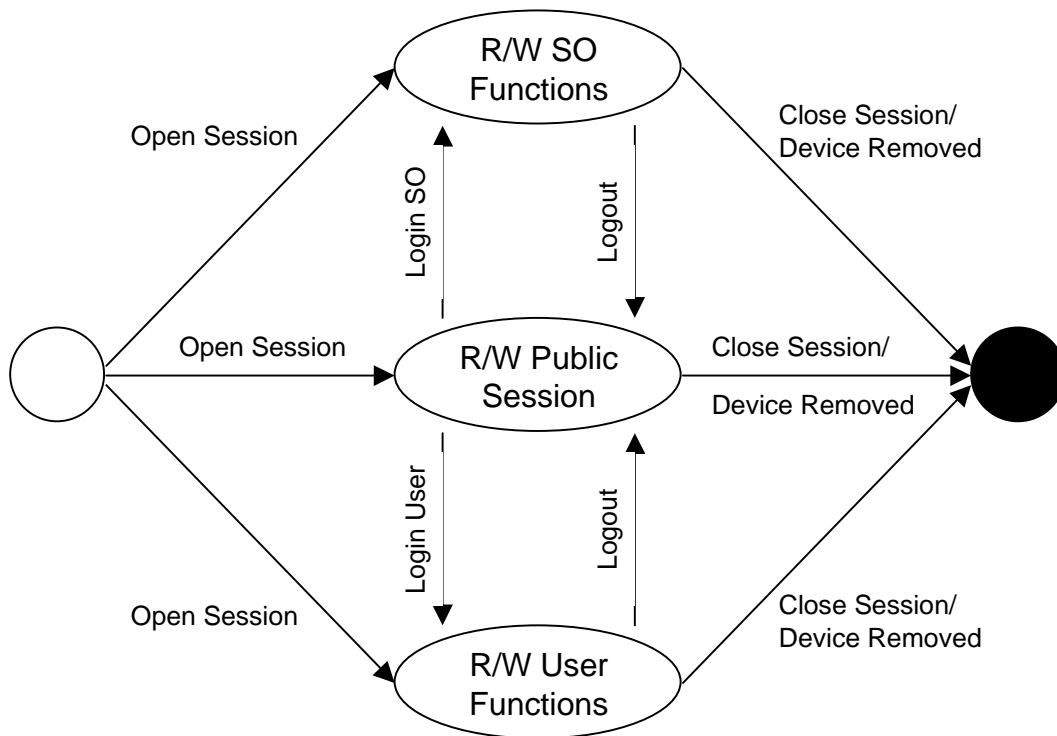 R/W SO
Functions
Close Session/
Device Removed
Open Session
Login SO
Logout
Open Session
R/W Public
Session
Close Session/
Device Removed
Login User
Logout
Open Session
R/W User
Functions
Close Session/
Device Removed